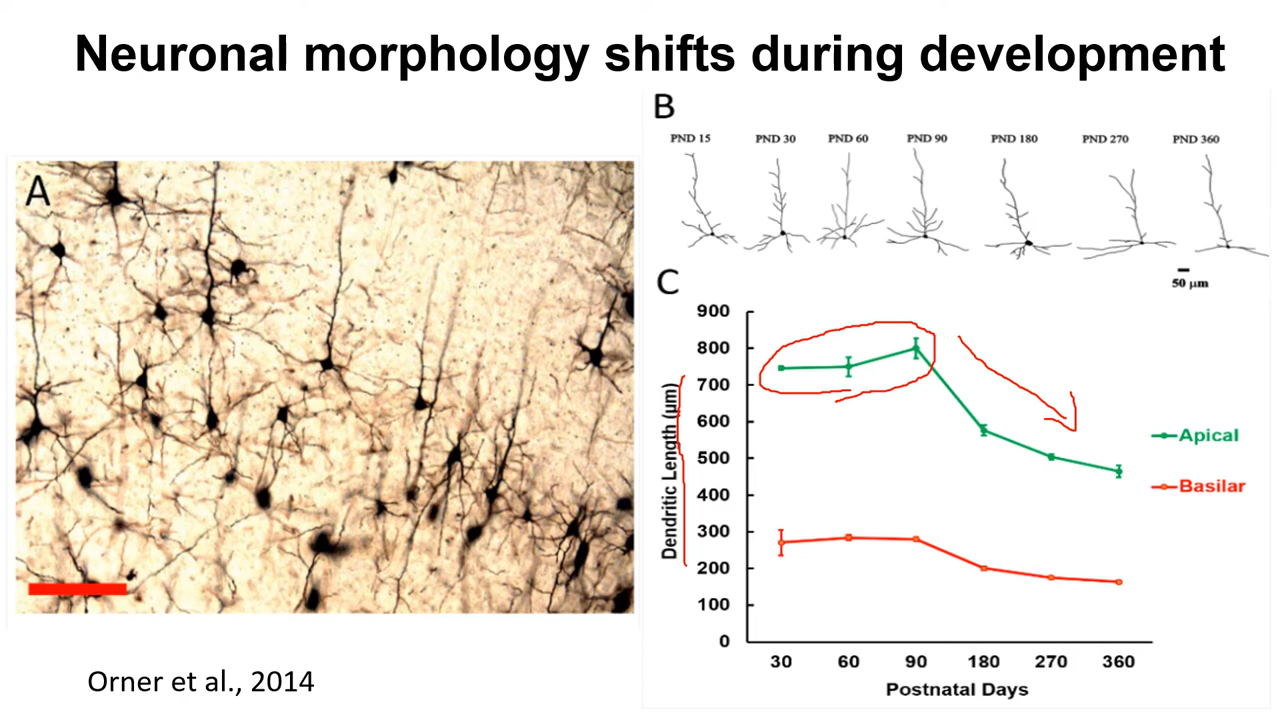 Neuronal morphology shifts during development
A
B
PND 15 PND 30 PND 60 PND 90 PND 180 PND 270 PND 360
50 µm
C
900
800
700
600
500
400
300
200
100
0
Dendritic Length (µm)
30 60 90 180 270 360
Postnatal Days
Apical
Basilar
Orner et al., 2014